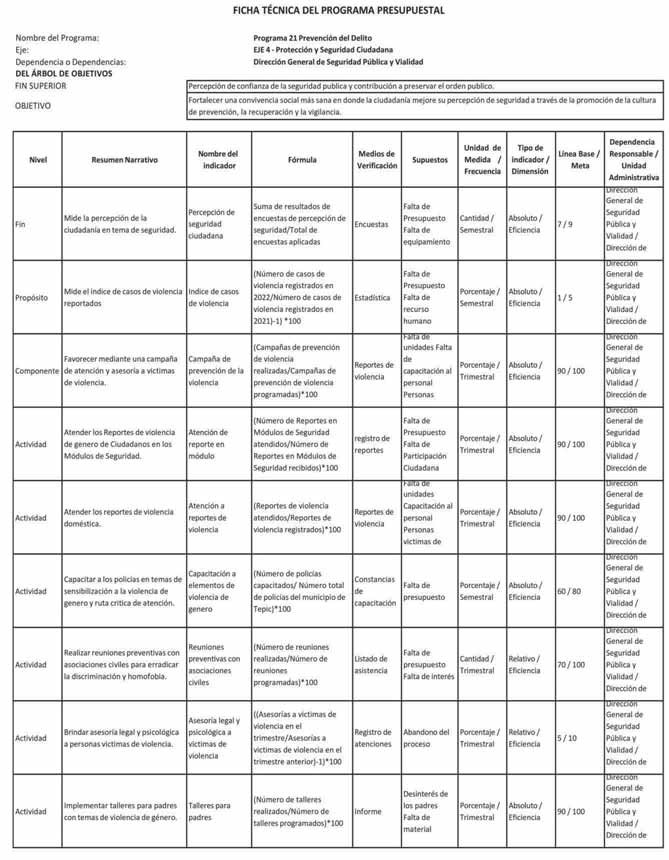 FICHA TÉCNICA DEL PROGRAMA PRESUPUESTAL
Nombre del Programa: Programa 21 Prevención del Delito
Eje: EJE 4 - Protección y Seguridad Ciudadana
Dependencia o Dependencias: Dirección General de Seguridad Pública y Vialidad
DEL ÁRBOL DE OBJETIVOS
FIN SUPERIOR Percepción de confianza de la seguridad publica y contribución a preservar el orden publico.
OBJETIVO Fortalecer una convivencia social más sana en donde la ciudadanía mejore su percepción de seguridad a través de la promoción de la cultura
de prevención, la recuperación y la vigilancia.
Nivel
Resumen Narrativo
Nombre del
indicador
Fórmula
Medios de
Verificación
Supuestos
Unidad de
Medida /
Frecuencia
Tipo de
indicador /
Dimensión
Línea Base /
Meta
Dependencia
Responsable /
Unidad
Administrativa
Fin
Mide la percepción de la
ciudadanía en tema de seguridad.
Percepción de
seguridad
ciudadana
Suma de resultados de
encuestas de percepción de
seguridad/Total de
encuestas aplicadas
Encuestas
Falta de
Presupuesto
Falta de
equipamiento
Cantidad /
Semestral
Absoluto /
Eficiencia
7 / 9
Dirección
General de
Seguridad
Pública y
Vialidad /
Dirección de
Propósito
Mide el indice de casos de violencia
reportados
Indice de casos
de violencia
(Número de casos de
violencia registrados en
2022/Número de casos de
violencia registrados en
2021)-1) *100
Estadística
Falta de
Presupuesto
Falta de
recurso
humano
Porcentaje /
Semestral
Absoluto /
Eficiencia
1 / 5
Dirección
General de
Seguridad
Pública y
Vialidad /
Dirección de
Componente
Favorecer mediante una campaña
de atención y asesoría a victimas
de violencia.
Campaña de
prevención de la
violencia
(Campañas de prevención
de violencia
realizadas/Campañas de
prevención de violencia
programadas)*100
Reportes de
violencia
Falta de
unidades Falta
de
capacitación al
personal
Personas
Porcentaje /
Trimestral
Absoluto /
Eficiencia
90 / 100
Dirección
General de
Seguridad
Pública y
Vialidad /
Dirección de
Actividad
Atender los Reportes de violencia
de genero de Ciudadanos en los
Módulos de Seguridad.
Atención de
reporte en
módulo
(Número de Reportes en
Módulos de Seguridad
atendidos/Número de
Reportes en Módulos de
Seguridad recibidos)*100
registro de
reportes
Falta de
Presupuesto
Falta de
Participación
Ciudadana
Porcentaje /
Trimestral
Absoluto /
Eficiencia
90 / 100
Dirección
General de
Seguridad
Pública y
Vialidad /
Dirección de
Actividad
Atender los reportes de violencia
doméstica.
Atención a
reportes de
violencia
(Reportes de violencia
atendidos/Reportes de
violencia registrados)*100
Reportes de
violencia
Falta de
unidades
Capacitación al
personal
Personas
victimas de
Porcentaje /
Trimestral
Absoluto /
Eficiencia
90 / 100
Dirección
General de
Seguridad
Pública y
Vialidad /
Dirección de
Actividad
Capacitar a los policías en temas de
sensibilización a la violencia de
genero y ruta critica de atención.
Capacitación a
elementos de
violencia de
genero
(Número de policías
capacitados/ Número total
de policías del municipio de
Tepic)*100
Constancias
de
capacitación
Falta de
presupuesto
Porcentaje /
Semestral
Absoluto /
Eficiencia
60 / 80
Dirección
General de
Seguridad
Pública y
Vialidad /
Dirección de
Actividad
Realizar reuniones preventivas con
asociaciones civiles para erradicar
la discriminación y homofobia.
Reuniones
preventivas con
asociaciones
civiles
(Número de reuniones
realizadas/Número de
reuniones
programadas)*100
Listado de
asistencia
Falta de
presupuesto
Falta de interés
Cantidad /
Trimestral
Relativo /
Eficiencia
70 / 100
Dirección
General de
Seguridad
Pública y
Vialidad /
Dirección de
Actividad
Brindar asesoría legal y psicológica
a personas victimas de violencia.
Asesoría legal y
psicológica a
victimas de
violencia
((Asesorías a victimas de
violencia en el
trimestre/Asesorías a
victimas de violencia en el
trimestre anterior)-1)*100
Registro de
atenciones
Abandono del
proceso
Porcentaje /
Trimestral
Relativo /
Eficiencia
5 / 10
Dirección
General de
Seguridad
Pública y
Vialidad /
Dirección de
Actividad
Implementar talleres para padres
con temas de violencia de género.
Talleres para
padres
(Número de talleres
realizados/Número de
talleres programados)*100
Informe
Desinterés de
los padres
Falta de
material
Porcentaje /
Trimestral
Absoluto /
Eficiencia
90 / 100
Dirección
General de
Seguridad
Pública y
Vialidad /
Dirección de